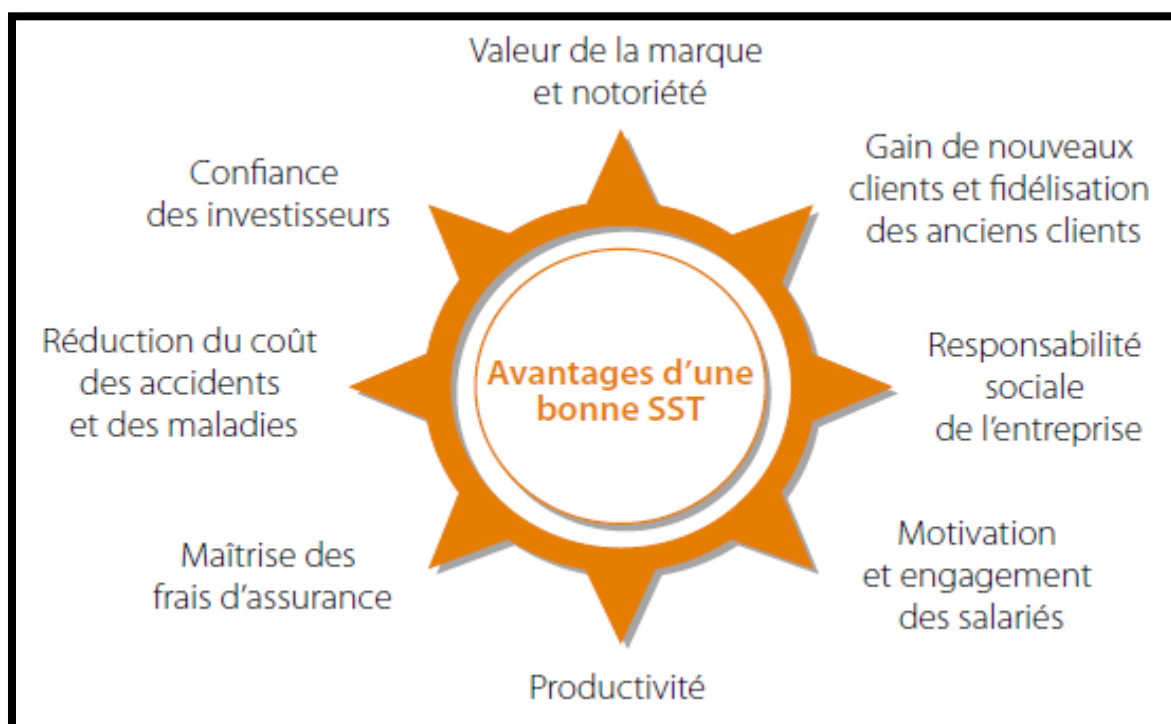 Valeur de la marque
et notoriété
Gain de nouveaux
clients et fidélisation
des anciens clients
Responsabilité
sociale
de l'entreprise
Motivation
et engagement
des salariés
Productivité
Maîtrise des
frais d'assurance
Réduction du coût
des accidents
et des maladies
Confiance
des investisseurs
Avantages d'une
bonne SST